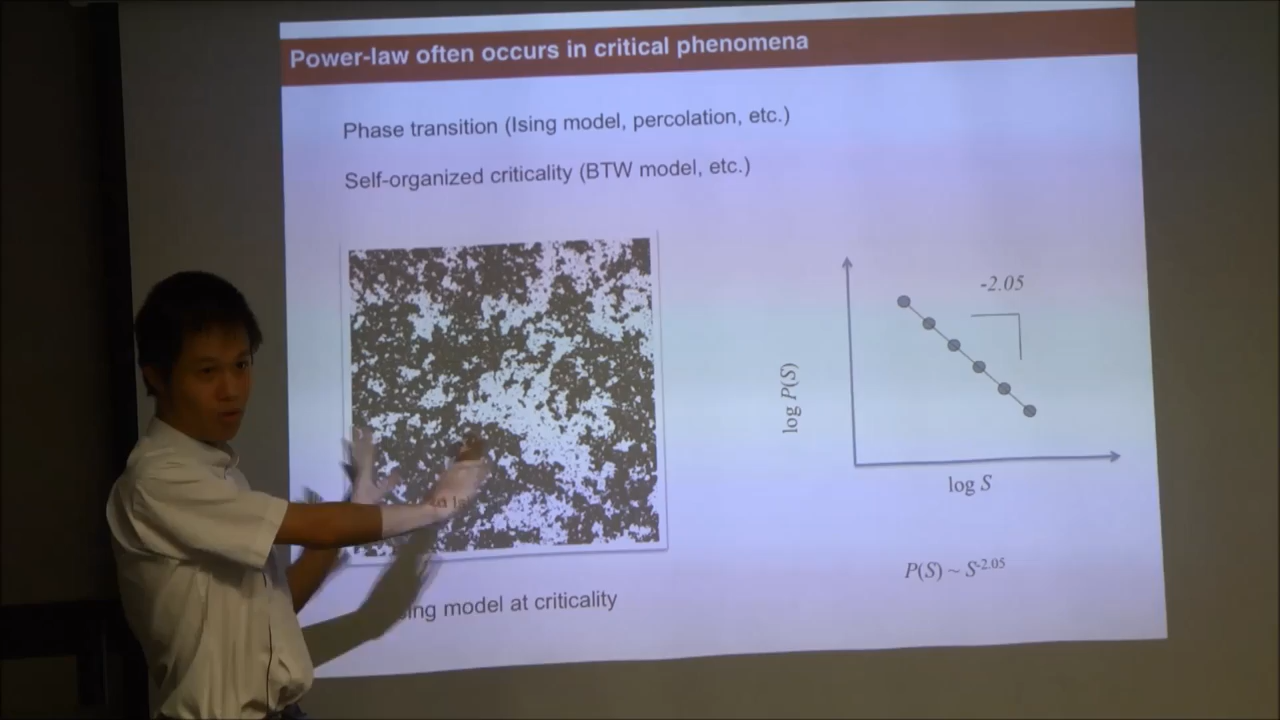 Power-law often occurs in critical phenomena
Phase transition (Ising model, percolation, etc.)
Self-organized criticality (BTW model, etc.)
-2.05
log P(S)
log S
P(S) ~ S-2.05
ing model at criticality